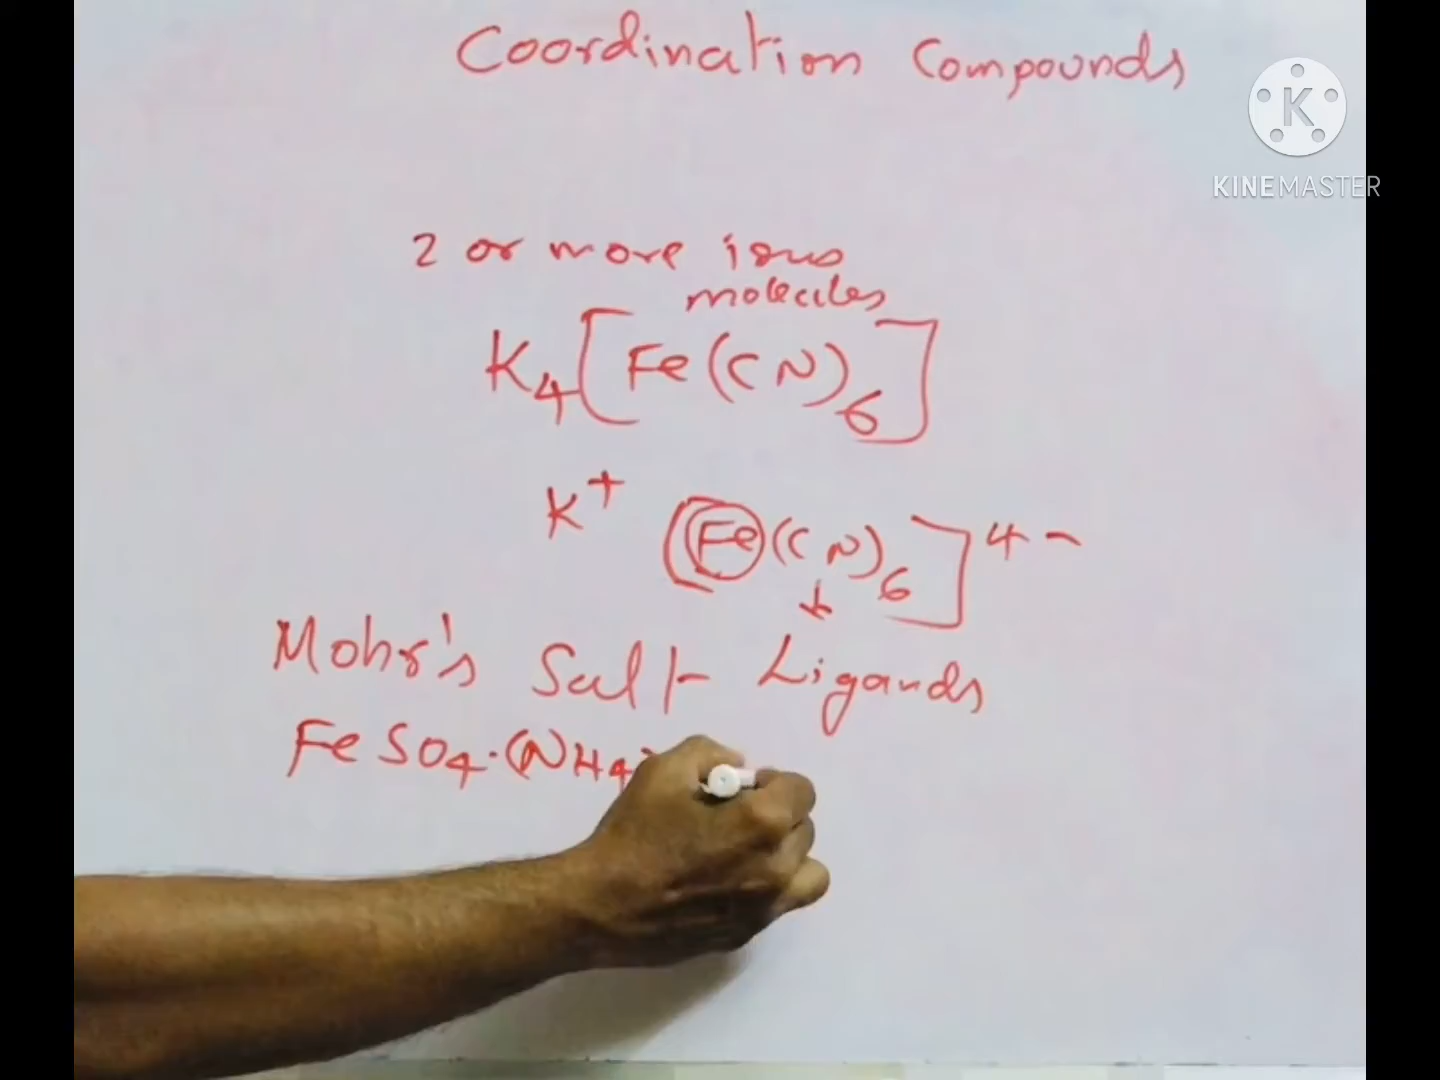 Coordination Compounds
K
KINEMASTER
2 or more ions
molecules
K₄[Fe(CN)₆]
K⁺ [Fe(CN)₆]⁴⁻
Mohr's Salt Ligands
FeSO₄·(NH₄)